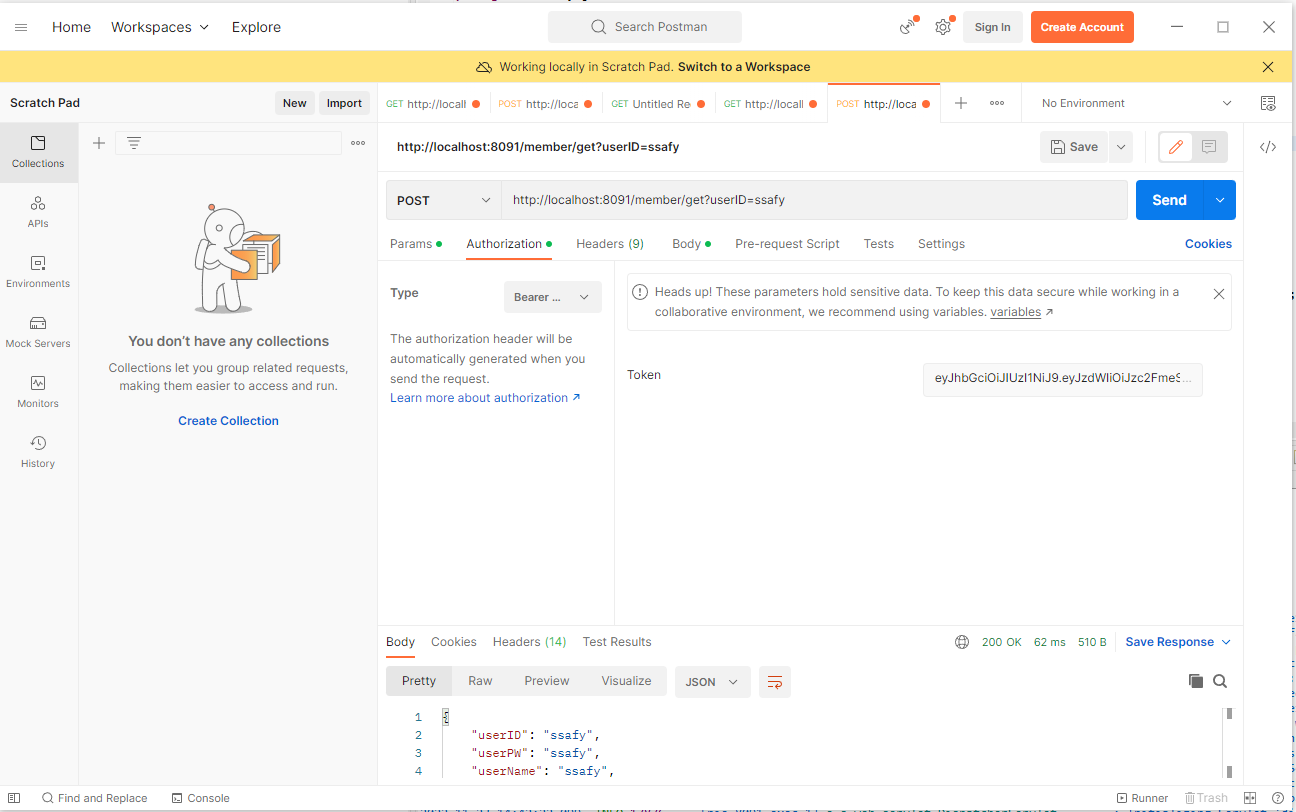 Home Workspaces Explore Search Postman Sign In Create Account
Working locally in Scratch Pad. Switch to a Workspace
Scratch Pad New Import
GET http://locall POST http://loca GET Untitled Re GET http://locall POST http://loca No Environment
Collections
APIs
Environments
Mock Servers
Monitors
History
You don't have any collections
Collections let you group related requests,
making them easier to access and run.
Create Collection
http://localhost:8091/member/get?userID=ssafy Save
POST http://localhost:8091/member/get?userID=ssafy Send
Params Authorization Headers (9) Body Pre-request Script Tests Settings Cookies
Type Bearer ...
The authorization header will be
automatically generated when you
send the request.
Learn more about authorization ↗
Heads up! These parameters hold sensitive data. To keep this data secure while working in a
collaborative environment, we recommend using variables. variables ↗
Token eyJhbGciOiJIUzI1NiJ9.eyJzdWIiOiJzc2FmeS...
Body Cookies Headers (14) Test Results 200 OK 62 ms 510 B Save Response
Pretty Raw Preview Visualize JSON
1 {
2 "userID": "ssafy",
3 "userPW": "ssafy",
4 "userName": "ssafy",
Find and Replace Console Runner Trash